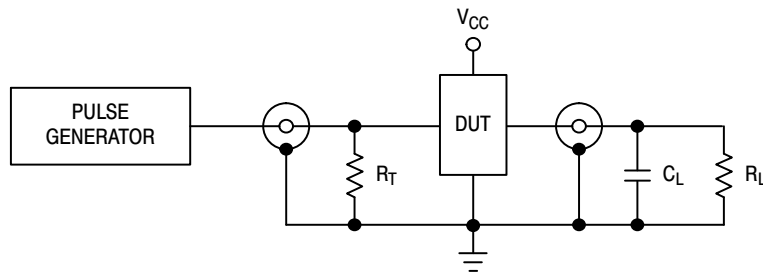 V_CC
PULSE
GENERATOR
DUT
R_T
C_L
R_L